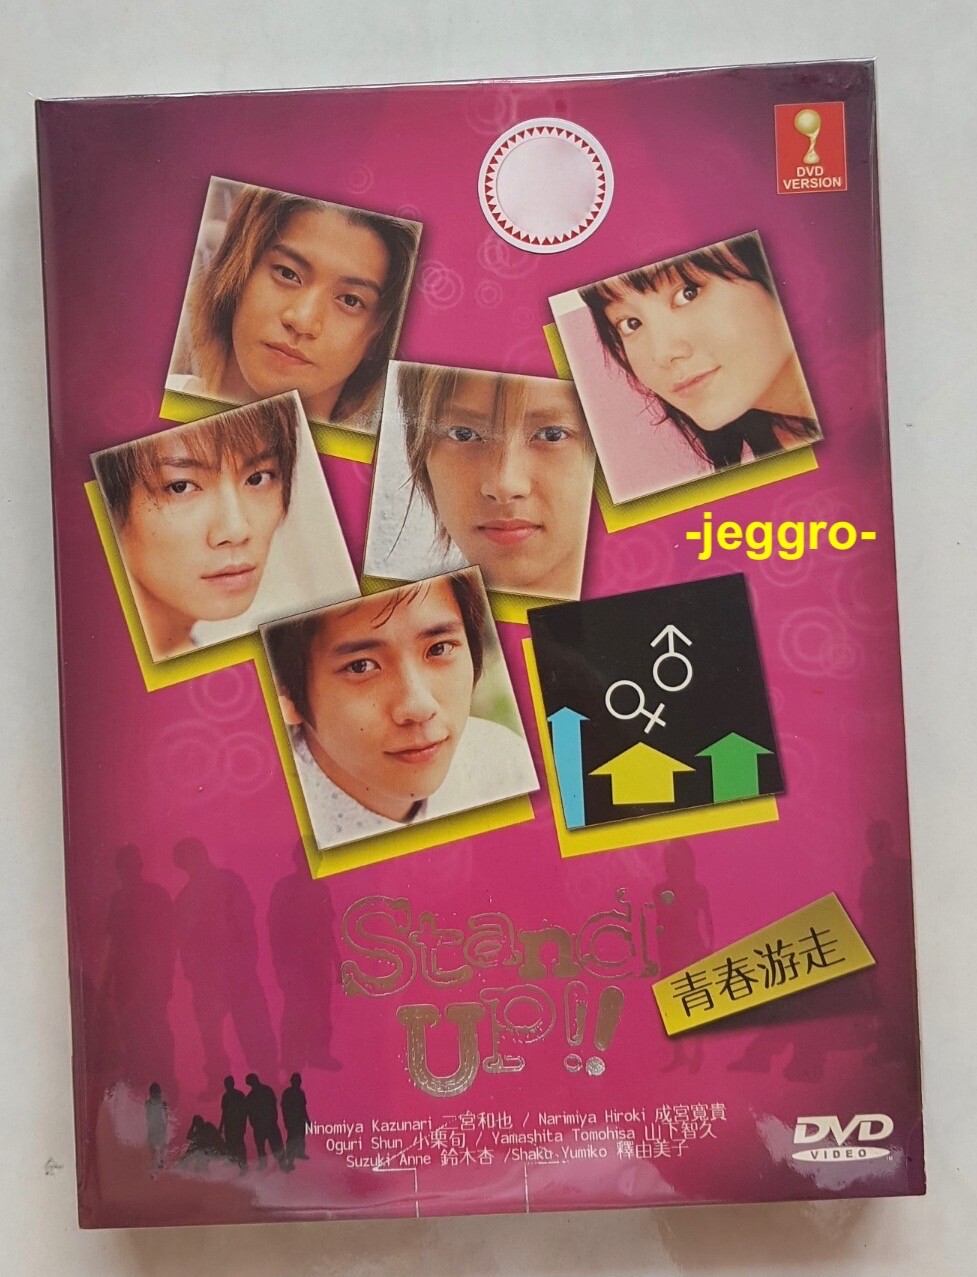 DVD
VERSION
-jeggro-
Stand
UP!!
青春游走
Ninomiya Kazunari 二宮和也 / Narimiya Hiroki 成宮寛貴
Oguri Shun 小栗旬 / Yamashita Tomohisa 山下智久
Suzuki Anne 鈴木杏 /Shaku Yumiko 釋由美子
DVD
VIDEO